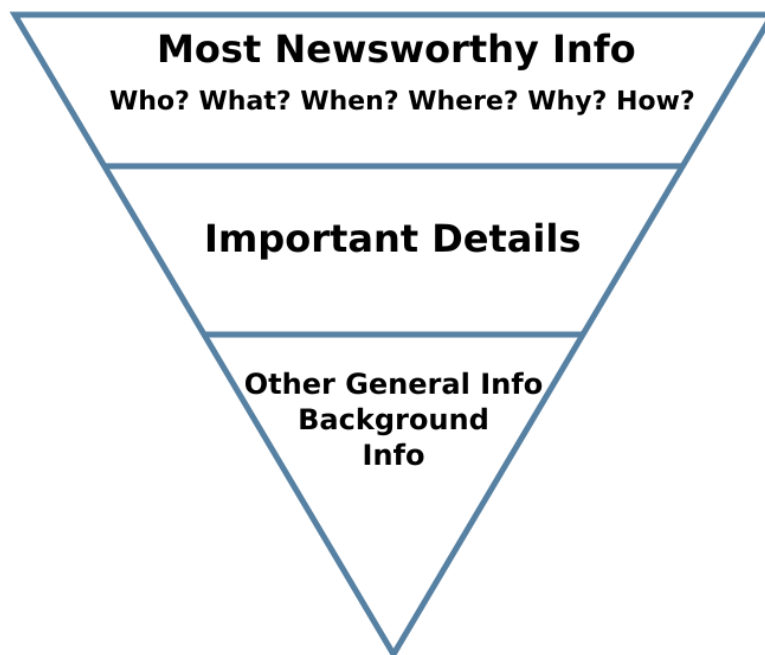 Most Newsworthy Info
Who? What? When? Where? Why? How?
Important Details
Other General Info
Background
Info